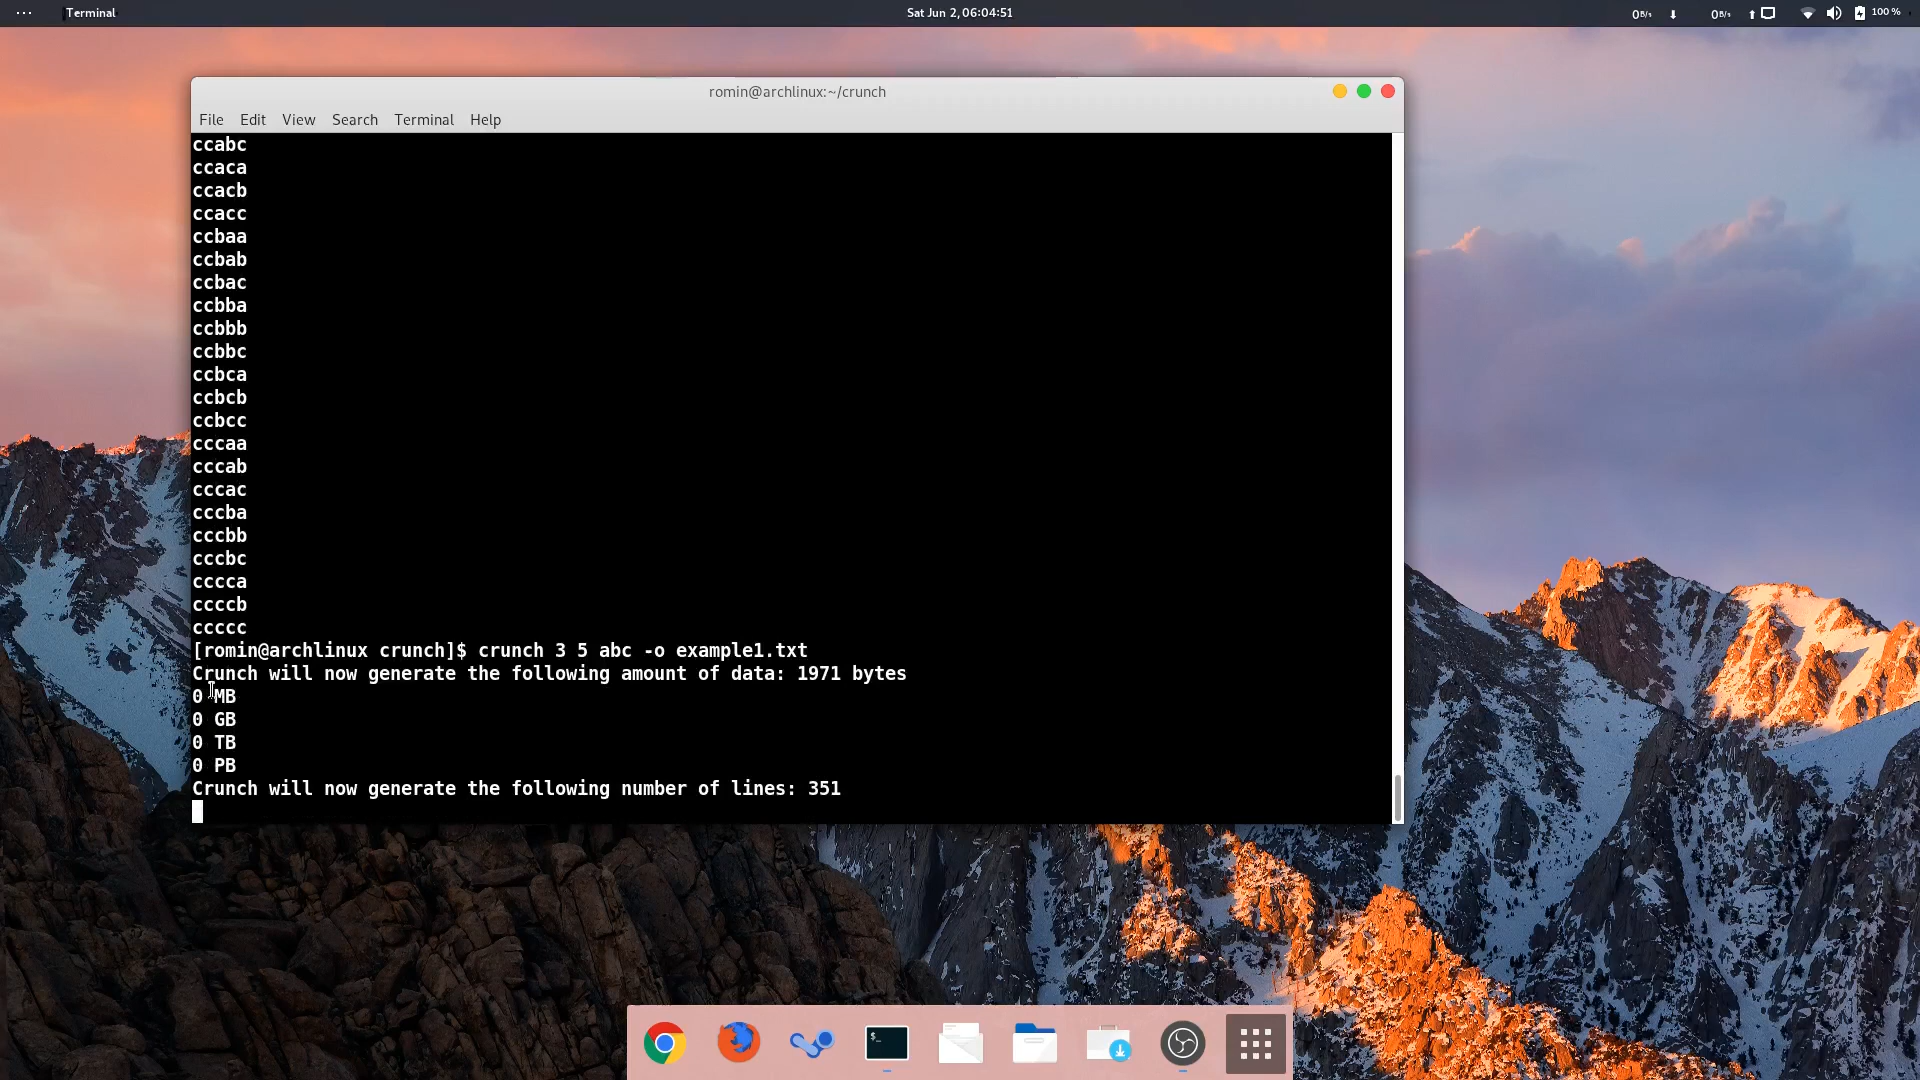 Terminal
Sat Jun 2, 06:04:51
0 B/s
0 B/s
100 %
romin@archlinux:~/crunch
File Edit View Search Terminal Help
ccabc
ccaca
ccacb
ccacc
ccbaa
ccbab
ccbac
ccbba
ccbbb
ccbbc
ccbca
ccbcb
ccbcc
cccaa
cccab
cccac
cccba
cccbb
cccbc
cccca
ccccb
ccccc
[romin@archlinux crunch]$ crunch 3 5 abc -o example1.txt
Crunch will now generate the following amount of data: 1971 bytes
0 MB
0 GB
0 TB
0 PB
Crunch will now generate the following number of lines: 351
$_